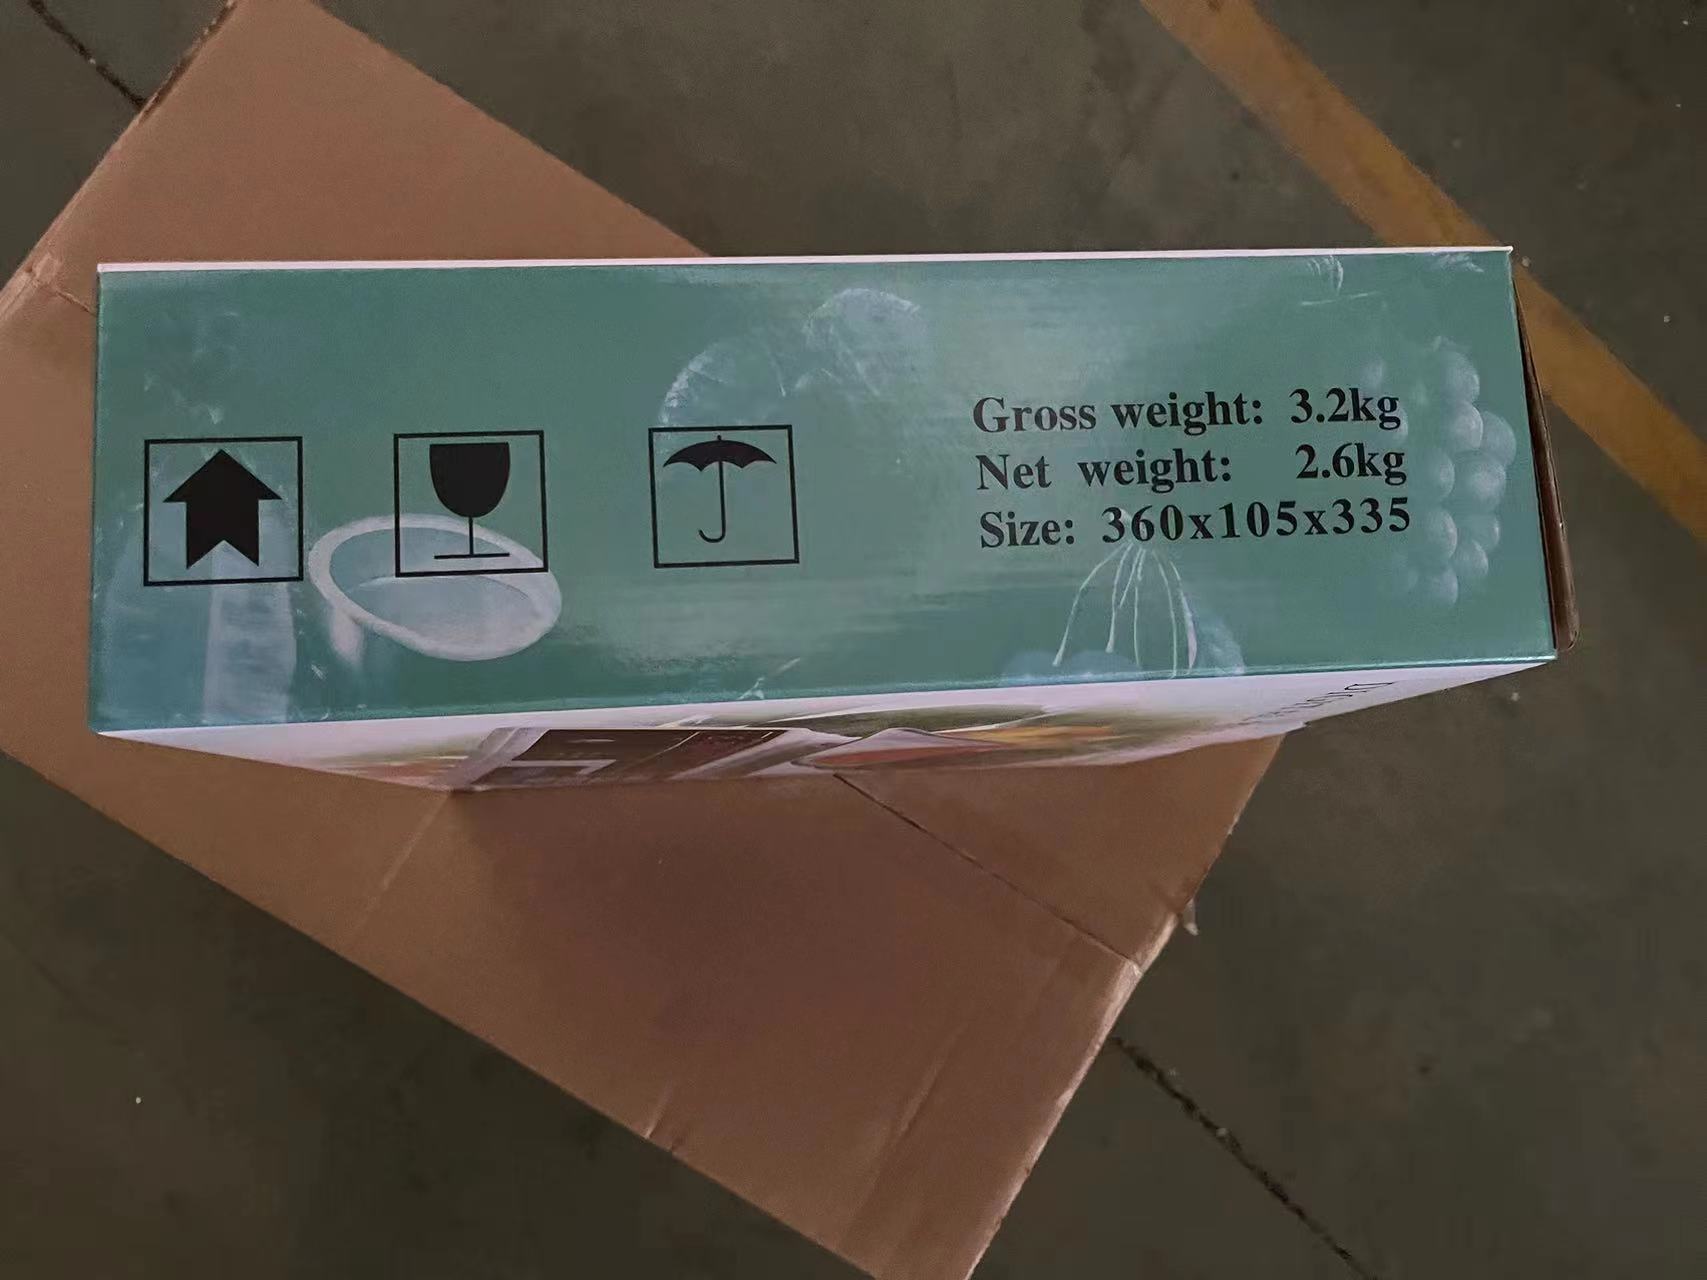 Gross weight: 3.2kg
Net weight: 2.6kg
Size: 360x105x335